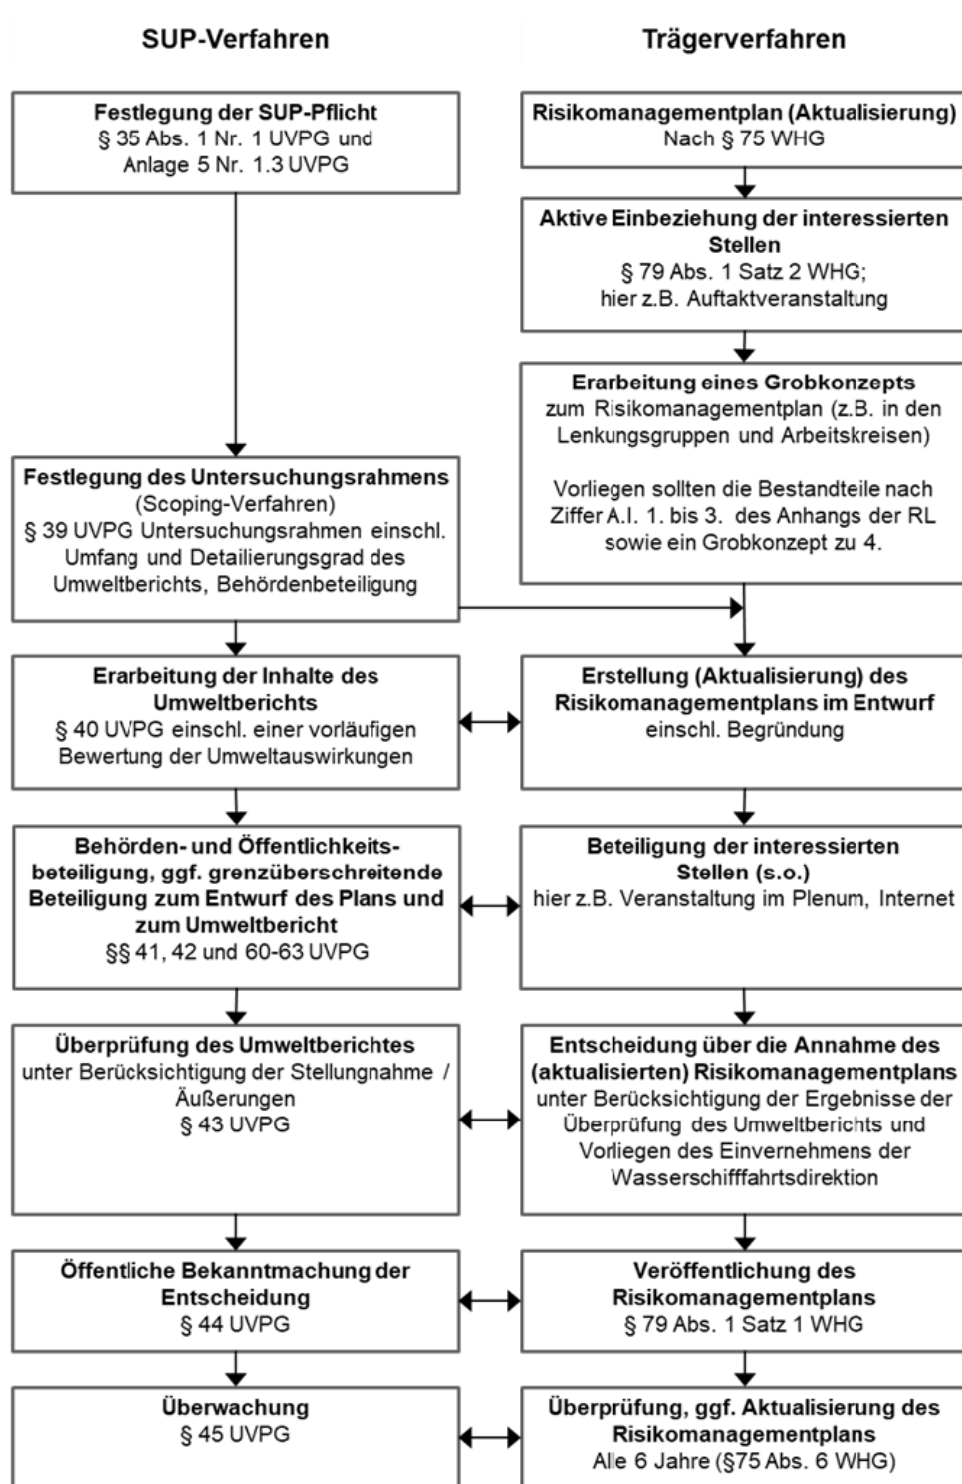 SUP-Verfahren
Trägerverfahren
Festlegung der SUP-Pflicht
§ 35 Abs. 1 Nr. 1 UVPG und
Anlage 5 Nr. 1.3 UVPG
Risikomanagementplan (Aktualisierung)
Nach § 75 WHG
Aktive Einbeziehung der interessierten
Stellen
§ 79 Abs. 1 Satz 2 WHG;
hier z.B. Auftaktveranstaltung
Erarbeitung eines Grobkonzepts
zum Risikomanagementplan (z.B. in den
Lenkungsgruppen und Arbeitskreisen)
Vorliegen sollten die Bestandteile nach
Ziffer A.I. 1. bis 3. des Anhangs der RL
sowie ein Grobkonzept zu 4.
Festlegung des Untersuchungsrahmens
(Scoping-Verfahren)
§ 39 UVPG Untersuchungsrahmen einschl.
Umfang und Detailierungsgrad des
Umweltberichts, Behördenbeteiligung
Erarbeitung der Inhalte des
Umweltberichts
§ 40 UVPG einschl. einer vorläufigen
Bewertung der Umweltauswirkungen
Erstellung (Aktualisierung) des
Risikomanagementplans im Entwurf
einschl. Begründung
Behörden- und Öffentlichkeits-
beteiligung, ggf. grenzüberschreitende
Beteiligung zum Entwurf des Plans und
zum Umweltbericht
§§ 41, 42 und 60-63 UVPG
Beteiligung der interessierten
Stellen (s.o.)
hier z.B. Veranstaltung im Plenum, Internet
Überprüfung des Umweltberichtes
unter Berücksichtigung der Stellungnahme /
Äußerungen
§ 43 UVPG
Entscheidung über die Annahme des
(aktualisierten) Risikomanagementplans
unter Berücksichtigung der Ergebnisse der
Überprüfung des Umweltberichts und
Vorliegen des Einvernehmens der
Wasserschifffahrtsdirektion
Öffentliche Bekanntmachung der
Entscheidung
§ 44 UVPG
Veröffentlichung des
Risikomanagementplans
§ 79 Abs. 1 Satz 1 WHG
Überwachung
§ 45 UVPG
Überprüfung, ggf. Aktualisierung des
Risikomanagementplans
Alle 6 Jahre (§75 Abs. 6 WHG)